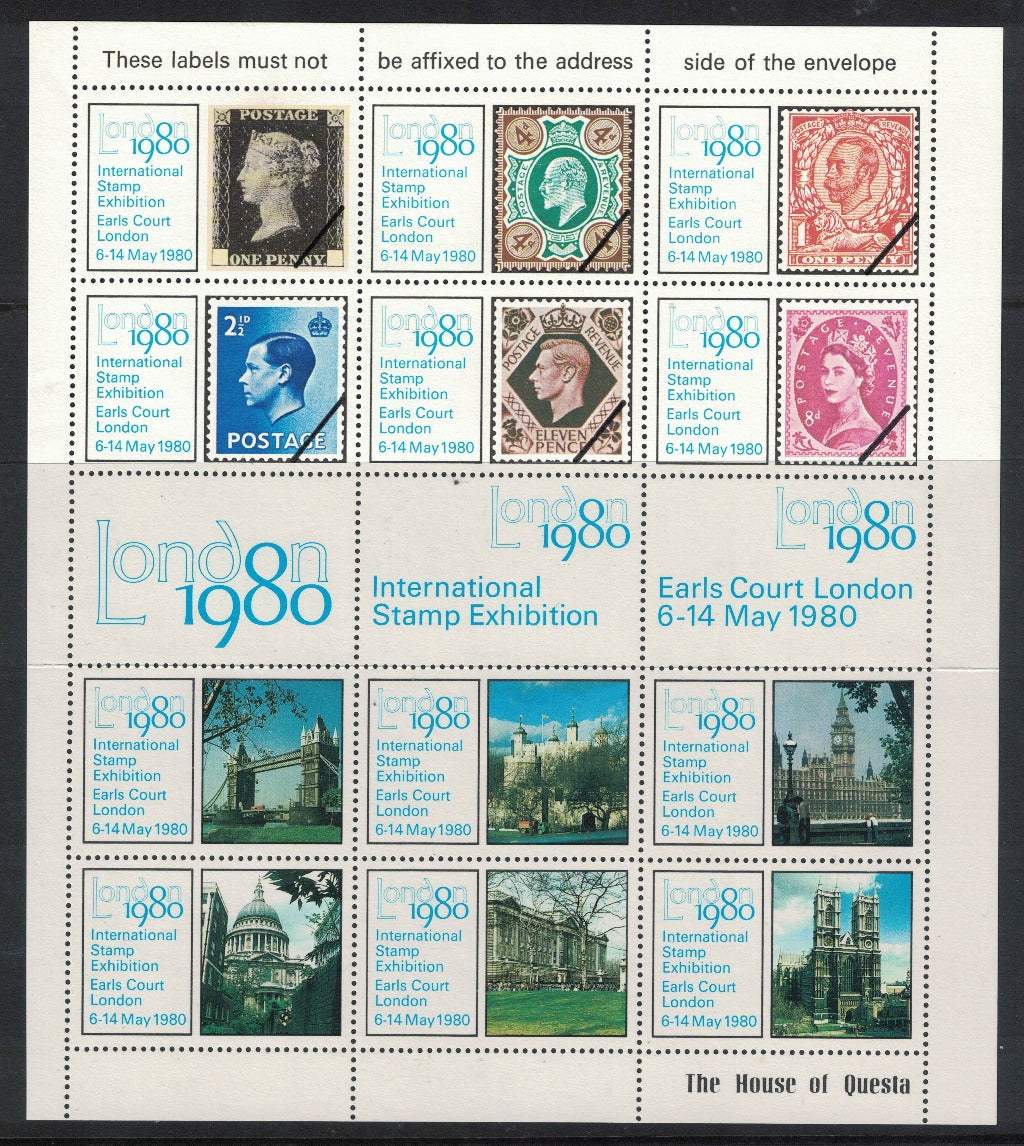 These labels must not be affixed to the address side of the envelope
London
1980
International
Stamp
Exhibition
Earls Court
London
6-14 May 1980
POSTAGE
ONE PENNY.
London
1980
International
Stamp
Exhibition
Earls Court
London
6-14 May 1980
4D
4D
POSTAGE
REVENUE
4D
4D
London
1980
International
Stamp
Exhibition
Earls Court
London
6-14 May 1980
POSTAGE
REVENUE
1
ONE PENNY
London
1980
International
Stamp
Exhibition
Earls Court
London
6-14 May 1980
2½D
POSTAGE
London
1980
International
Stamp
Exhibition
Earls Court
London
6-14 May 1980
POSTAGE
REVENUE
ELEVEN
PENCE
London
1980
International
Stamp
Exhibition
Earls Court
London
6-14 May 1980
POSTAGE·REVENUE
8d
London
1980
London
1980
International
Stamp Exhibition
London
1980
Earls Court London
6-14 May 1980
London
1980
International
Stamp
Exhibition
Earls Court
London
6-14 May 1980
London
1980
International
Stamp
Exhibition
Earls Court
London
6-14 May 1980
London
1980
International
Stamp
Exhibition
Earls Court
London
6-14 May 1980
London
1980
International
Stamp
Exhibition
Earls Court
London
6-14 May 1980
London
1980
International
Stamp
Exhibition
Earls Court
London
6-14 May 1980
London
1980
International
Stamp
Exhibition
Earls Court
London
6-14 May 1980
The House of Questa